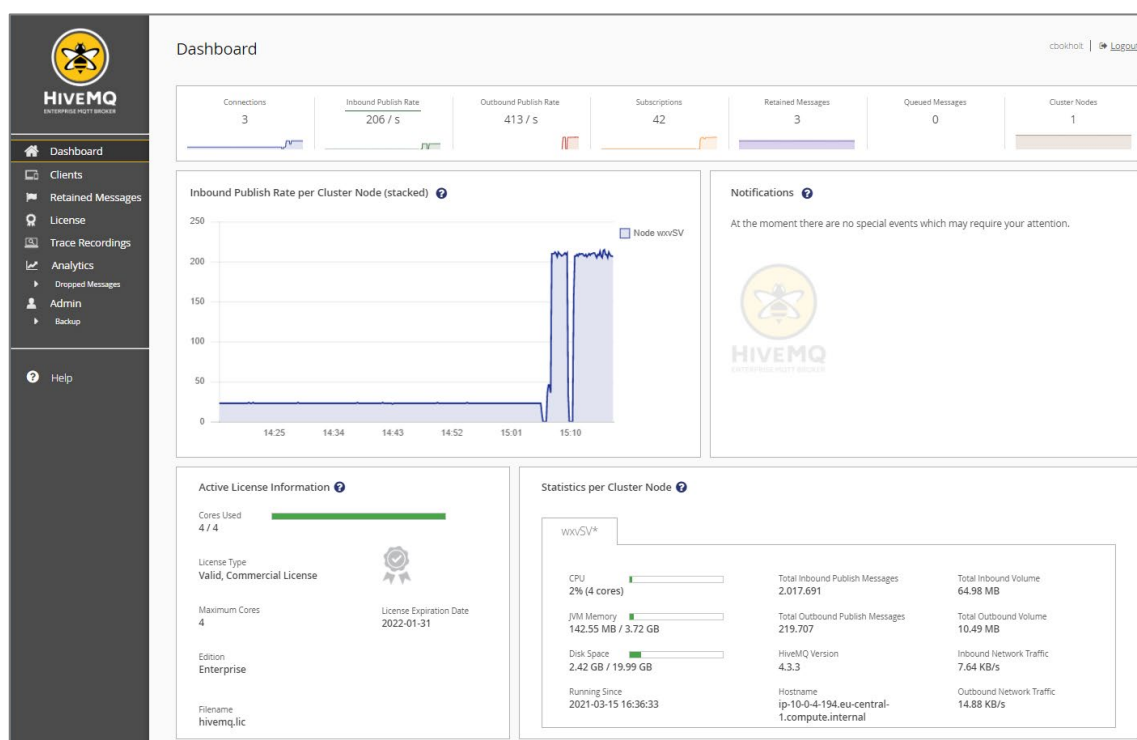 HIVEMQ
ENTERPRISE MQTT BROKER
Dashboard
Clients
Retained Messages
License
Trace Recordings
Analytics
Dropped Messages
Admin
Backup
Help
Dashboard
cbokholt | Logout
Connections
3
Inbound Publish Rate
206 / s
Outbound Publish Rate
413 / s
Subscriptions
42
Retained Messages
3
Queued Messages
0
Cluster Nodes
1
Inbound Publish Rate per Cluster Node (stacked)
250
200
150
100
50
0
14:25 14:34 14:43 14:52 15:01 15:10
Node wxvSV
Notifications
At the moment there are no special events which may require your attention.
HIVEMQ
ENTERPRISE MQTT BROKER
Active License Information
Cores Used
4 / 4
License Type
Valid, Commercial License
Maximum Cores
4
License Expiration Date
2022-01-31
Edition
Enterprise
Filename
hivemq.lic
Statistics per Cluster Node
wxvSV*
CPU
2% (4 cores)
JVM Memory
142.55 MB / 3.72 GB
Disk Space
2.42 GB / 19.99 GB
Running Since
2021-03-15 16:36:33
Total Inbound Publish Messages
2.017.691
Total Outbound Publish Messages
219.707
HiveMQ Version
4.3.3
Hostname
ip-10-0-4-194.eu-central-
1.compute.internal
Total Inbound Volume
64.98 MB
Total Outbound Volume
10.49 MB
Inbound Network Traffic
7.64 KB/s
Outbound Network Traffic
14.88 KB/s